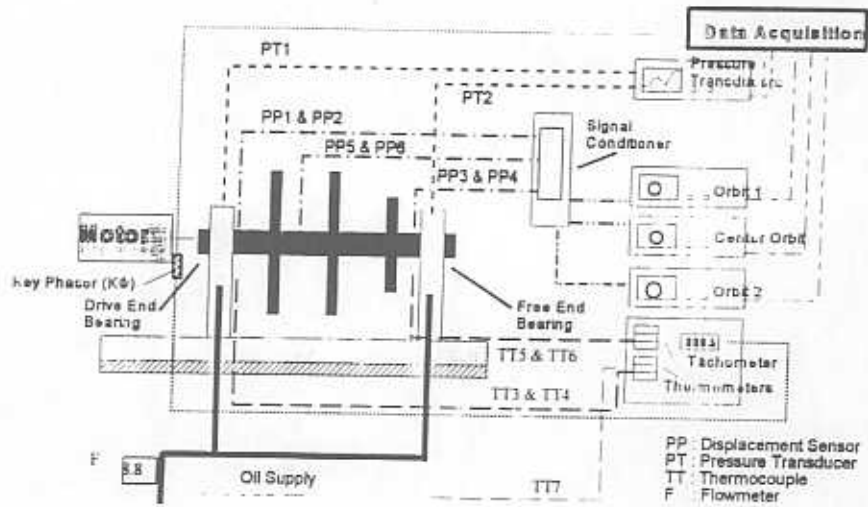 Data Acquisition
PT1
Pressure
Transducers
PT2
PP1 & PP2
Signal
Conditioner
PP5 & PP6
PP3 & PP4
Orbit 1
Motor
Center Orbit
Key Phasor (KΦ)
Drive End
Bearing
Free End
Bearing
Orbit 2
TT5 & TT6
Tachometer
Thermometers
TT3 & TT4
F
8.8
Oil Supply
TT7
PP : Displacement Sensor
PT : Pressure Transducer
TT : Thermocouple
F : Flowmeter